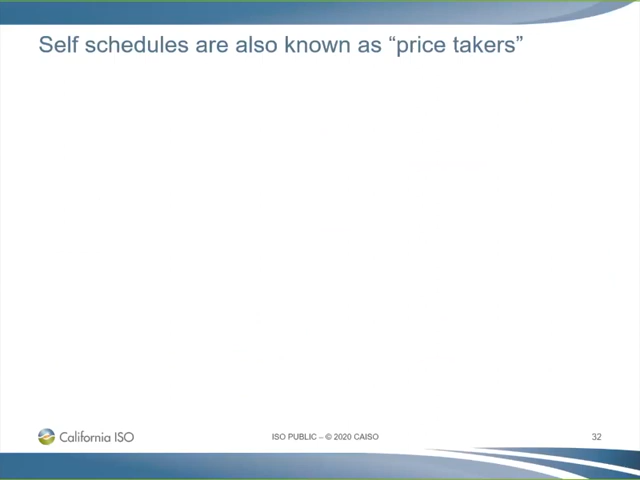 Self schedules are also known as “price takers”
California ISO
ISO PUBLIC – © 2020 CAISO
32